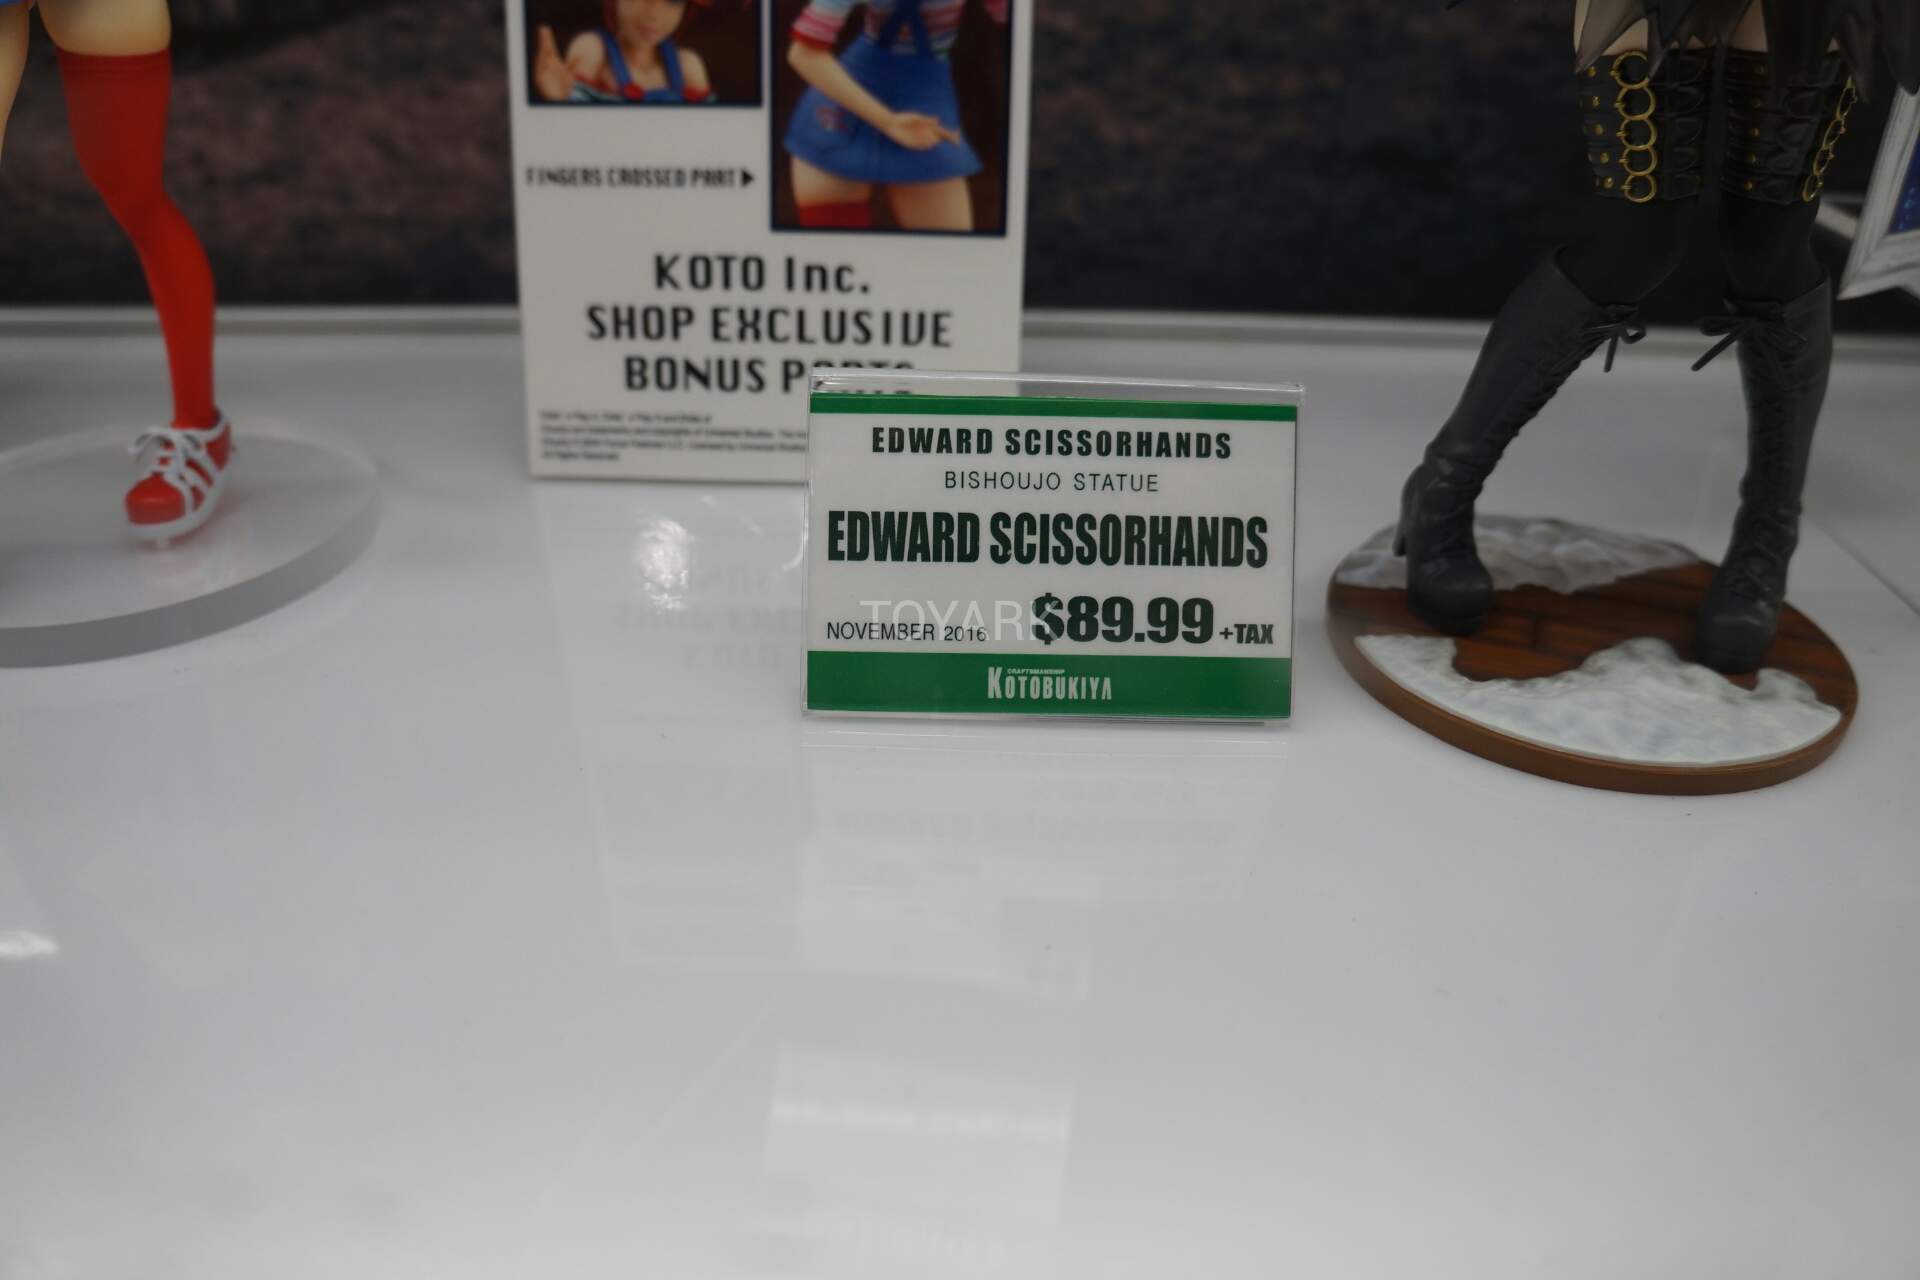 FINGERS CROSSED PART▶
KOTO Inc.
SHOP EXCLUSIVE
BONUS PARTS
EDWARD SCISSORHANDS
BISHOUJO STATUE
EDWARD SCISSORHANDS
NOVEMBER 2016 $89.99 +TAX
TOYARK
CRAFTSMANSHIP
KOTOBUKIYA